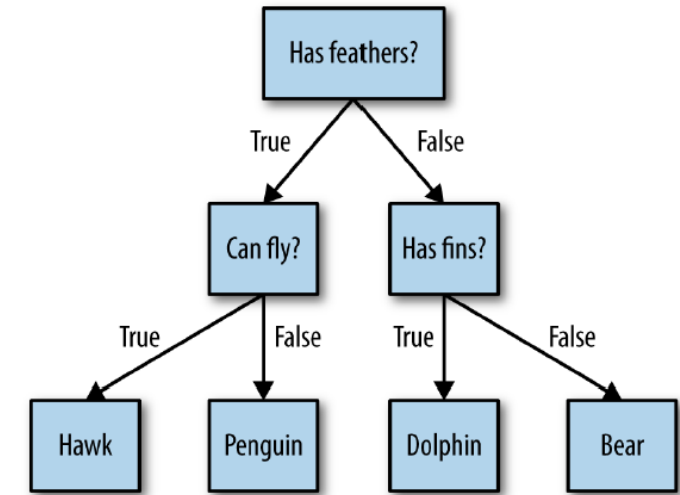 Has feathers?
True
False
Can fly?
Has fins?
True
False
True
False
Hawk
Penguin
Dolphin
Bear